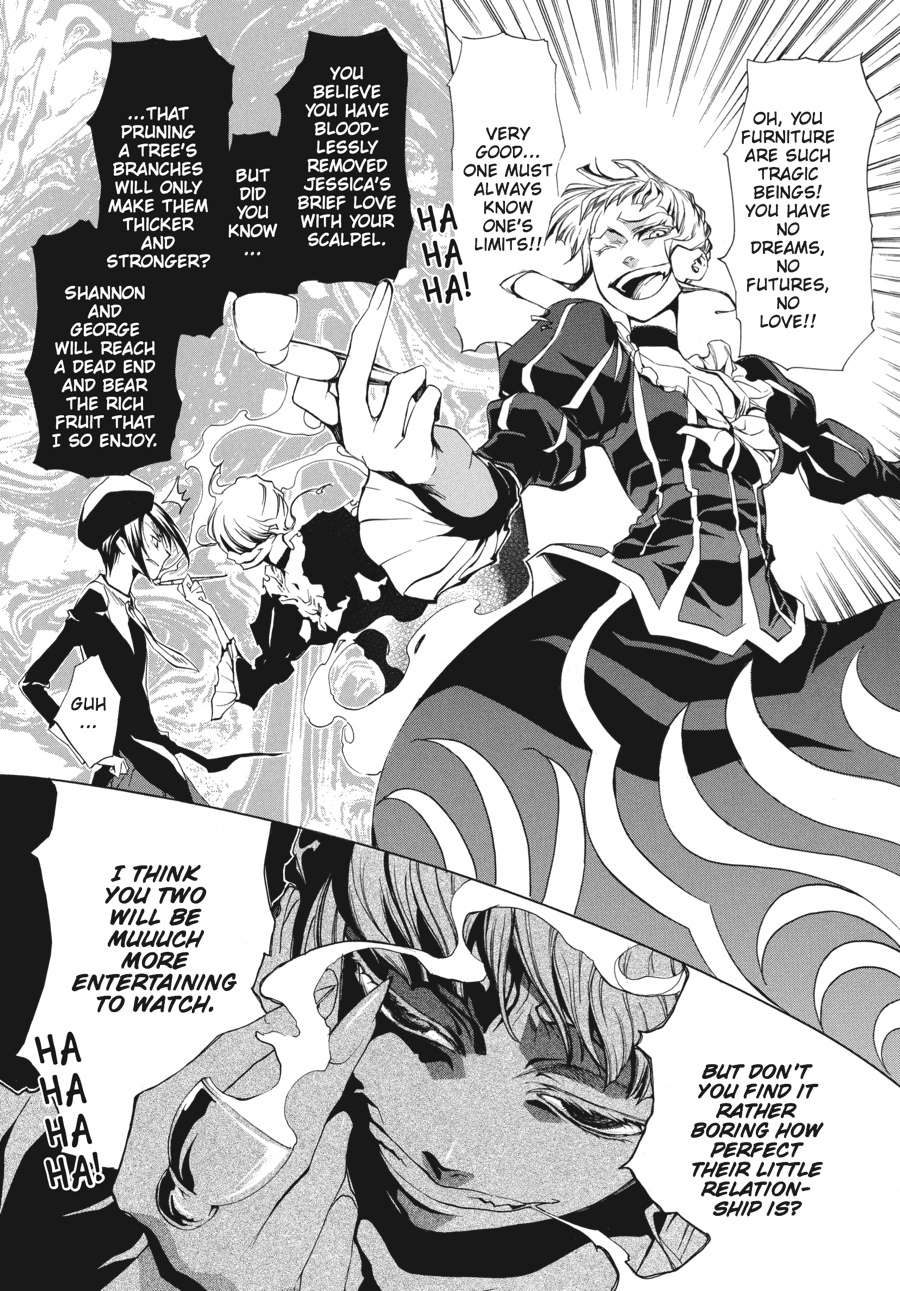 OH, YOU
FURNITURE
ARE SUCH
TRAGIC
BEINGS!
YOU HAVE
NO
DREAMS,
NO
FUTURES,
NO
LOVE!!
VERY
GOOD...
ONE MUST
ALWAYS
KNOW
ONE'S
LIMITS!!
HA
HA
HA!
YOU
BELIEVE
YOU HAVE
BLOOD-
LESSLY
REMOVED
JESSICA'S
BRIEF LOVE
WITH YOUR
SCALPEL.
BUT
DID
YOU
KNOW
...
...THAT
PRUNING
A TREE'S
BRANCHES
WILL ONLY
MAKE THEM
THICKER
AND
STRONGER?
SHANNON
AND
GEORGE
WILL REACH
A DEAD END
AND BEAR
THE RICH
FRUIT THAT
I SO ENJOY.
GUH
...
BUT DON'T
YOU FIND IT
RATHER
BORING HOW
PERFECT
THEIR LITTLE
RELATION-
SHIP IS?
I THINK
YOU TWO
WILL BE
MUUUCH
MORE
ENTERTAINING
TO WATCH.
HA
HA
HA
HA!